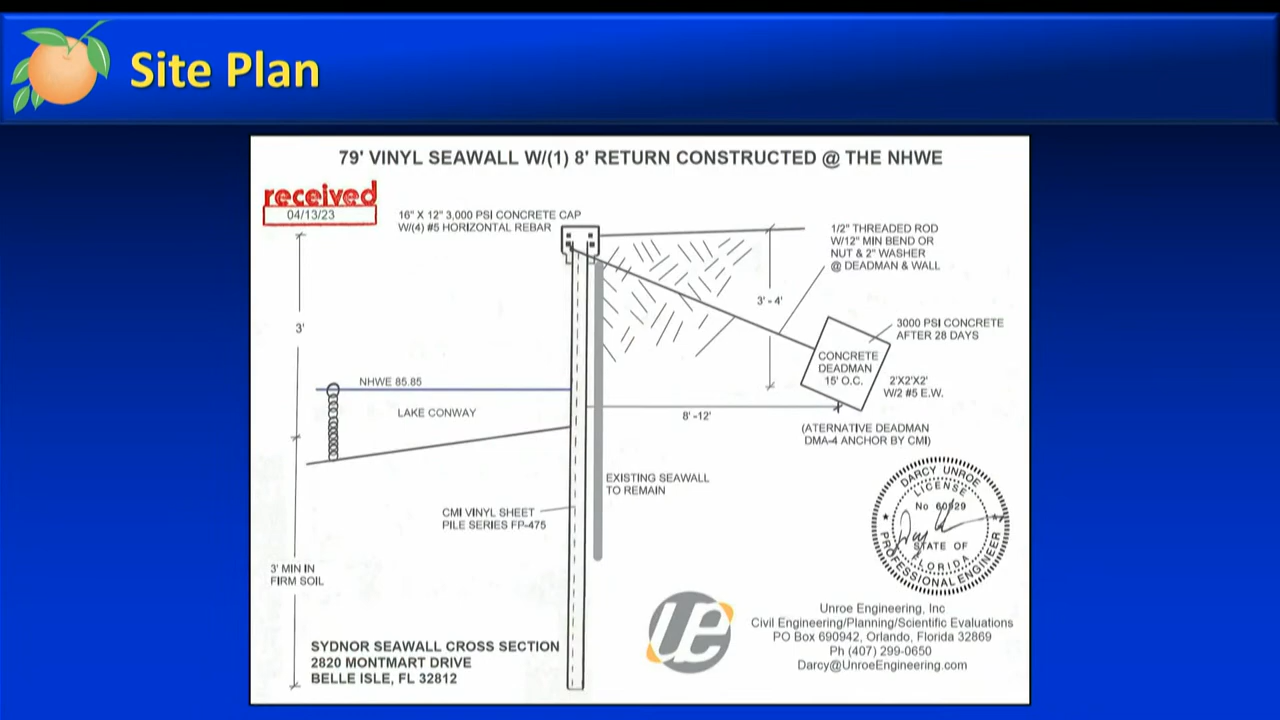 Site Plan
79' VINYL SEAWALL W/(1) 8' RETURN CONSTRUCTED @ THE NHWE
received
04/13/23
16" X 12" 3,000 PSI CONCRETE CAP
W/(4) #5 HORIZONTAL REBAR
1/2" THREADED ROD
W/12" MIN BEND OR
NUT & 2" WASHER
@ DEADMAN & WALL
3' - 4'
3'
3000 PSI CONCRETE
AFTER 28 DAYS
CONCRETE
DEADMAN
15' O.C.
2'X2'X2'
W/2 #5 E.W.
NHWE 85.85
LAKE CONWAY
8' -12'
(ATERNATIVE DEADMAN
DMA-4 ANCHOR BY CMI)
EXISTING SEAWALL
TO REMAIN
CMI VINYL SHEET
PILE SERIES FP-475
DARCY UNROE
LICENSE
No 60929
STATE OF
FLORIDA
PROFESSIONAL ENGINEER
3' MIN IN
FIRM SOIL
SYDNOR SEAWALL CROSS SECTION
2820 MONTMART DRIVE
BELLE ISLE, FL 32812
ue
Unroe Engineering, Inc
Civil Engineering/Planning/Scientific Evaluations
PO Box 690942, Orlando, Florida 32869
Ph (407) 299-0650
Darcy@UnroeEngineering.com